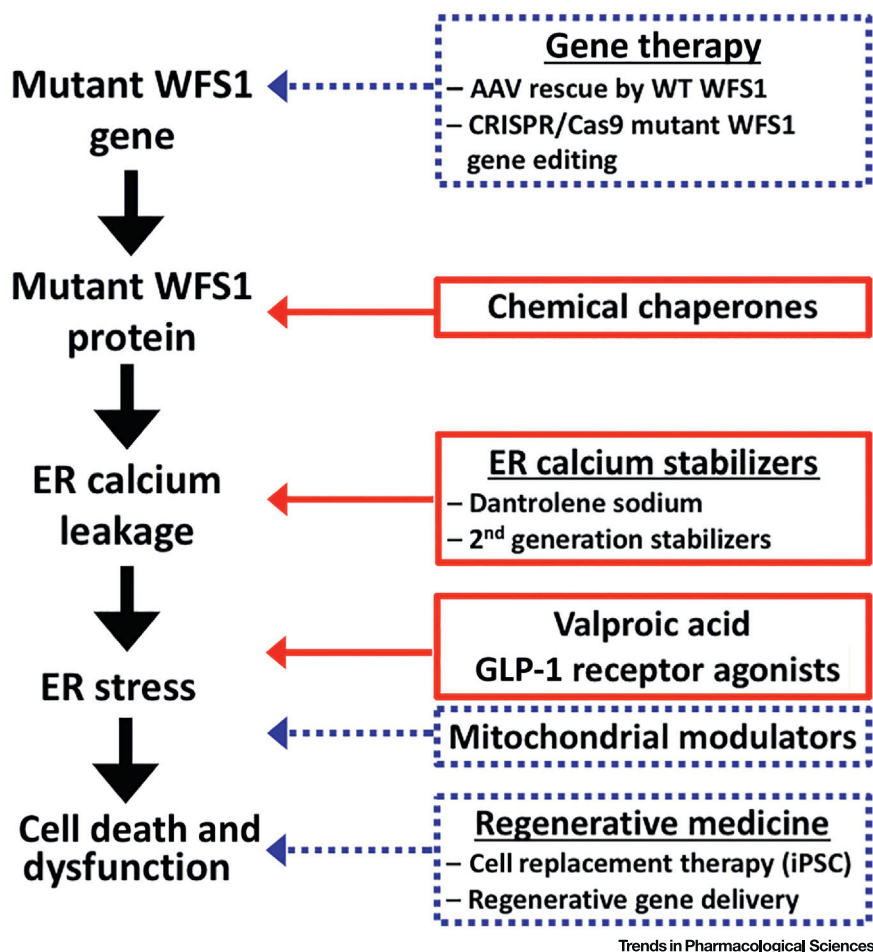 Mutant WFS1
gene
Gene therapy
– AAV rescue by WT WFS1
– CRISPR/Cas9 mutant WFS1
gene editing
Mutant WFS1
protein
Chemical chaperones
ER calcium
leakage
ER calcium stabilizers
– Dantrolene sodium
– 2nd generation stabilizers
ER stress
Valproic acid
GLP-1 receptor agonists
Mitochondrial modulators
Cell death and
dysfunction
Regenerative medicine
– Cell replacement therapy (iPSC)
– Regenerative gene delivery
Trends in Pharmacological Sciences